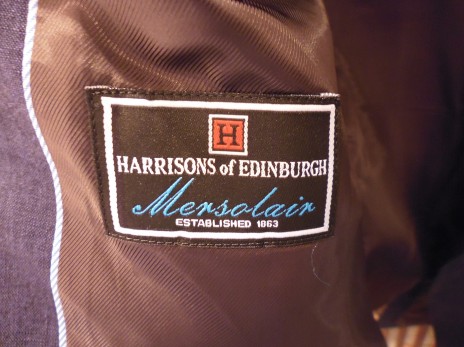 H
HARRISONS of EDINBURGH
Mersolair
ESTABLISHED 1863